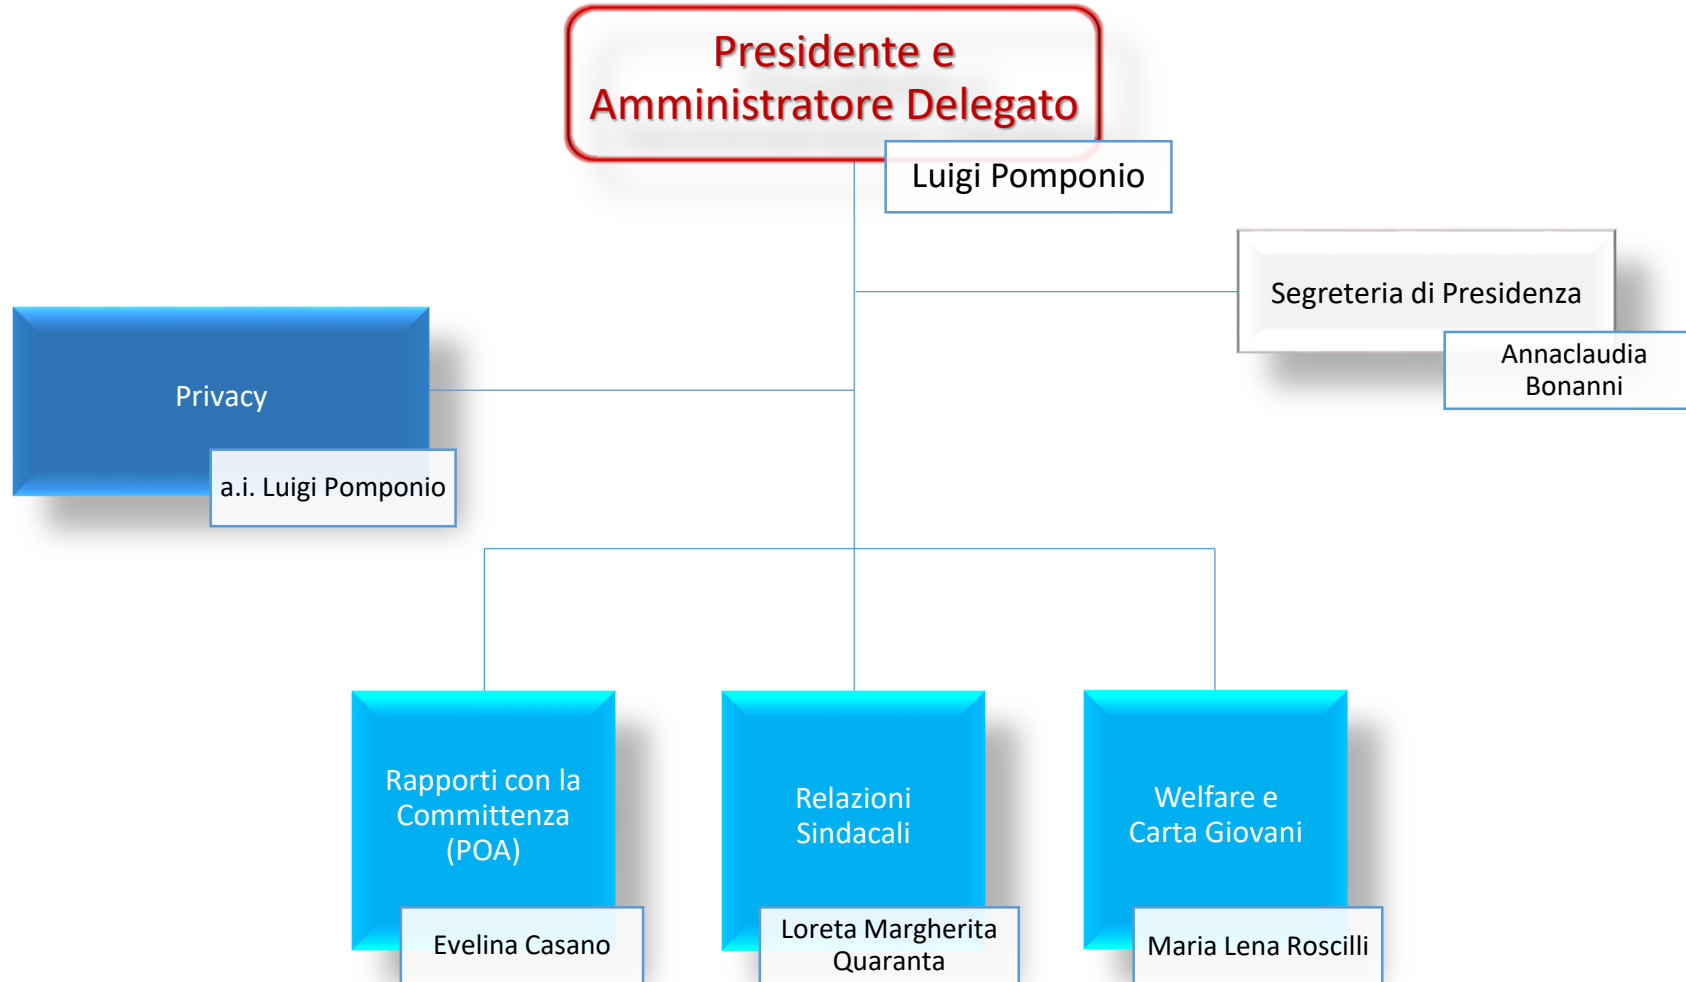 Presidente e
Amministratore Delegato
Luigi Pomponio
Segreteria di Presidenza
Annaclaudia
Bonanni
Privacy
a.i. Luigi Pomponio
Rapporti con la
Committenza
(POA)
Evelina Casano
Relazioni
Sindacali
Loreta Margherita
Quaranta
Welfare e
Carta Giovani
Maria Lena Roscilli